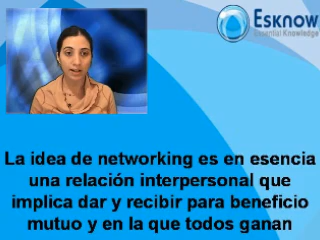 Esknow
Essential Knowledge
La idea de networking es en esencia
una relación interpersonal que
implica dar y recibir para beneficio
mutuo y en la que todos ganan